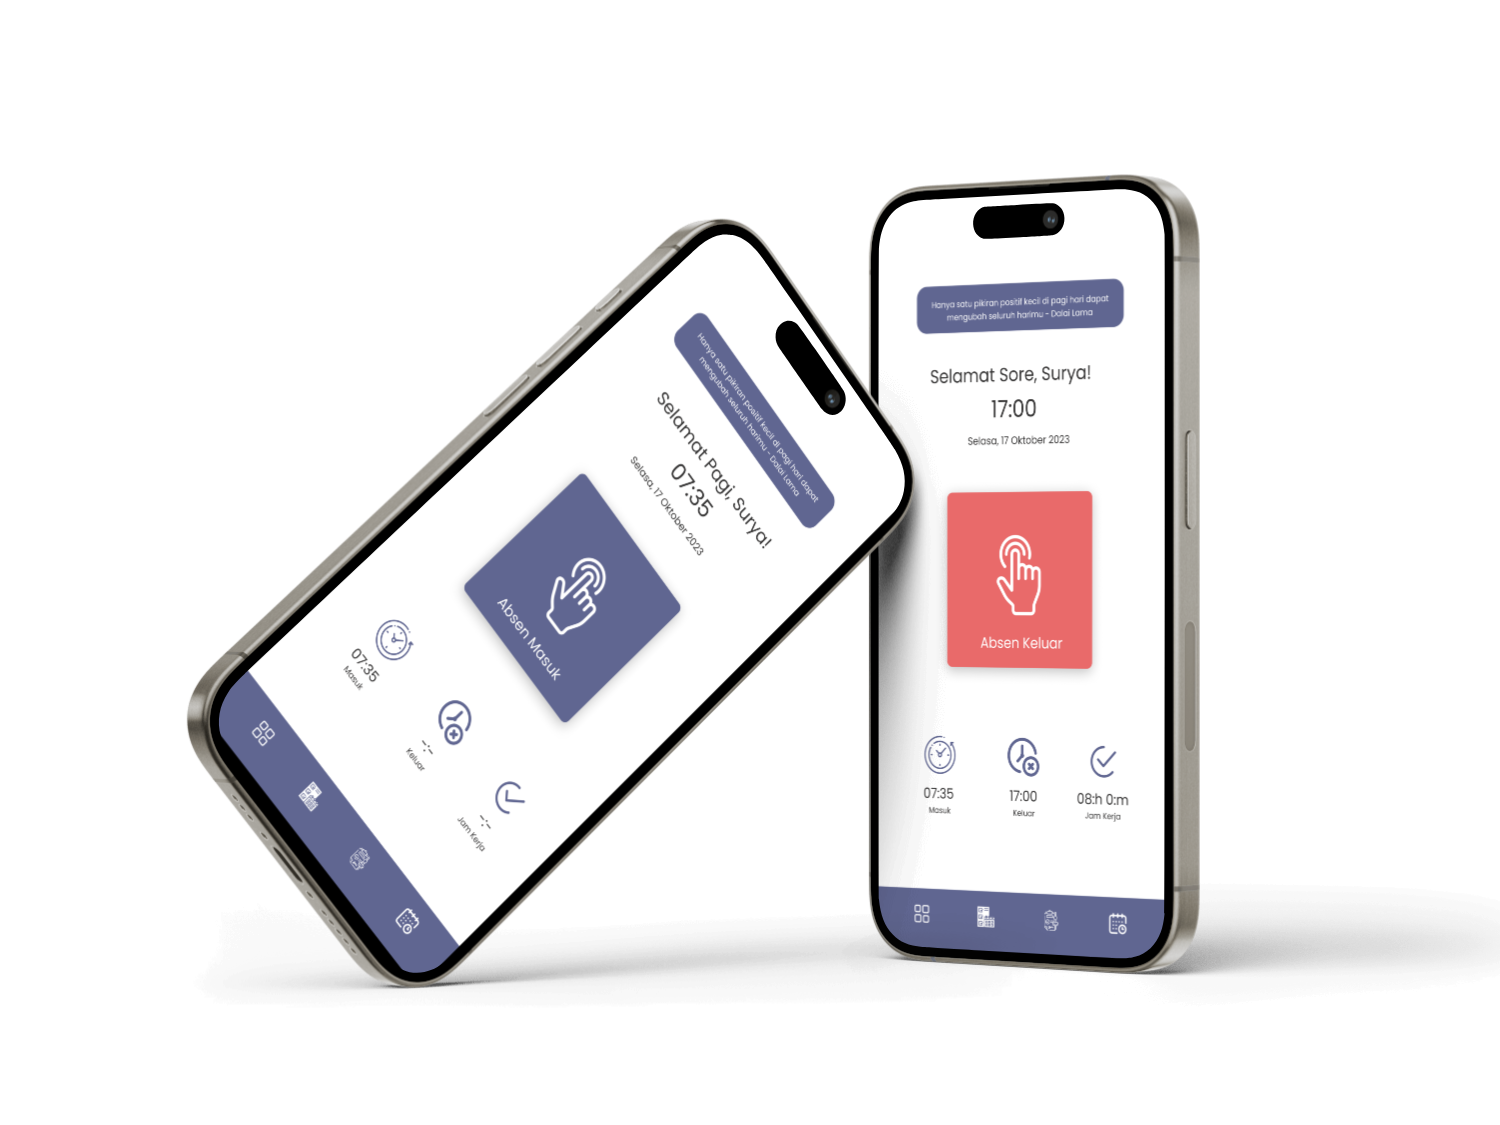 Hanya satu pikiran positif kecil di pagi hari dapat
mengubah seluruh harimu - Dalai Lama
Selamat Pagi, Surya!
07:35
Selasa, 17 Oktober 2023
Absen Masuk
07:35
Masuk
-:-
Keluar
-:-
Jam Kerja
Hanya satu pikiran positif kecil di pagi hari dapat
mengubah seluruh harimu - Dalai Lama
Selamat Sore, Surya!
17:00
Selasa, 17 Oktober 2023
Absen Keluar
07:35
Masuk
17:00
Keluar
08:h 0:m
Jam Kerja